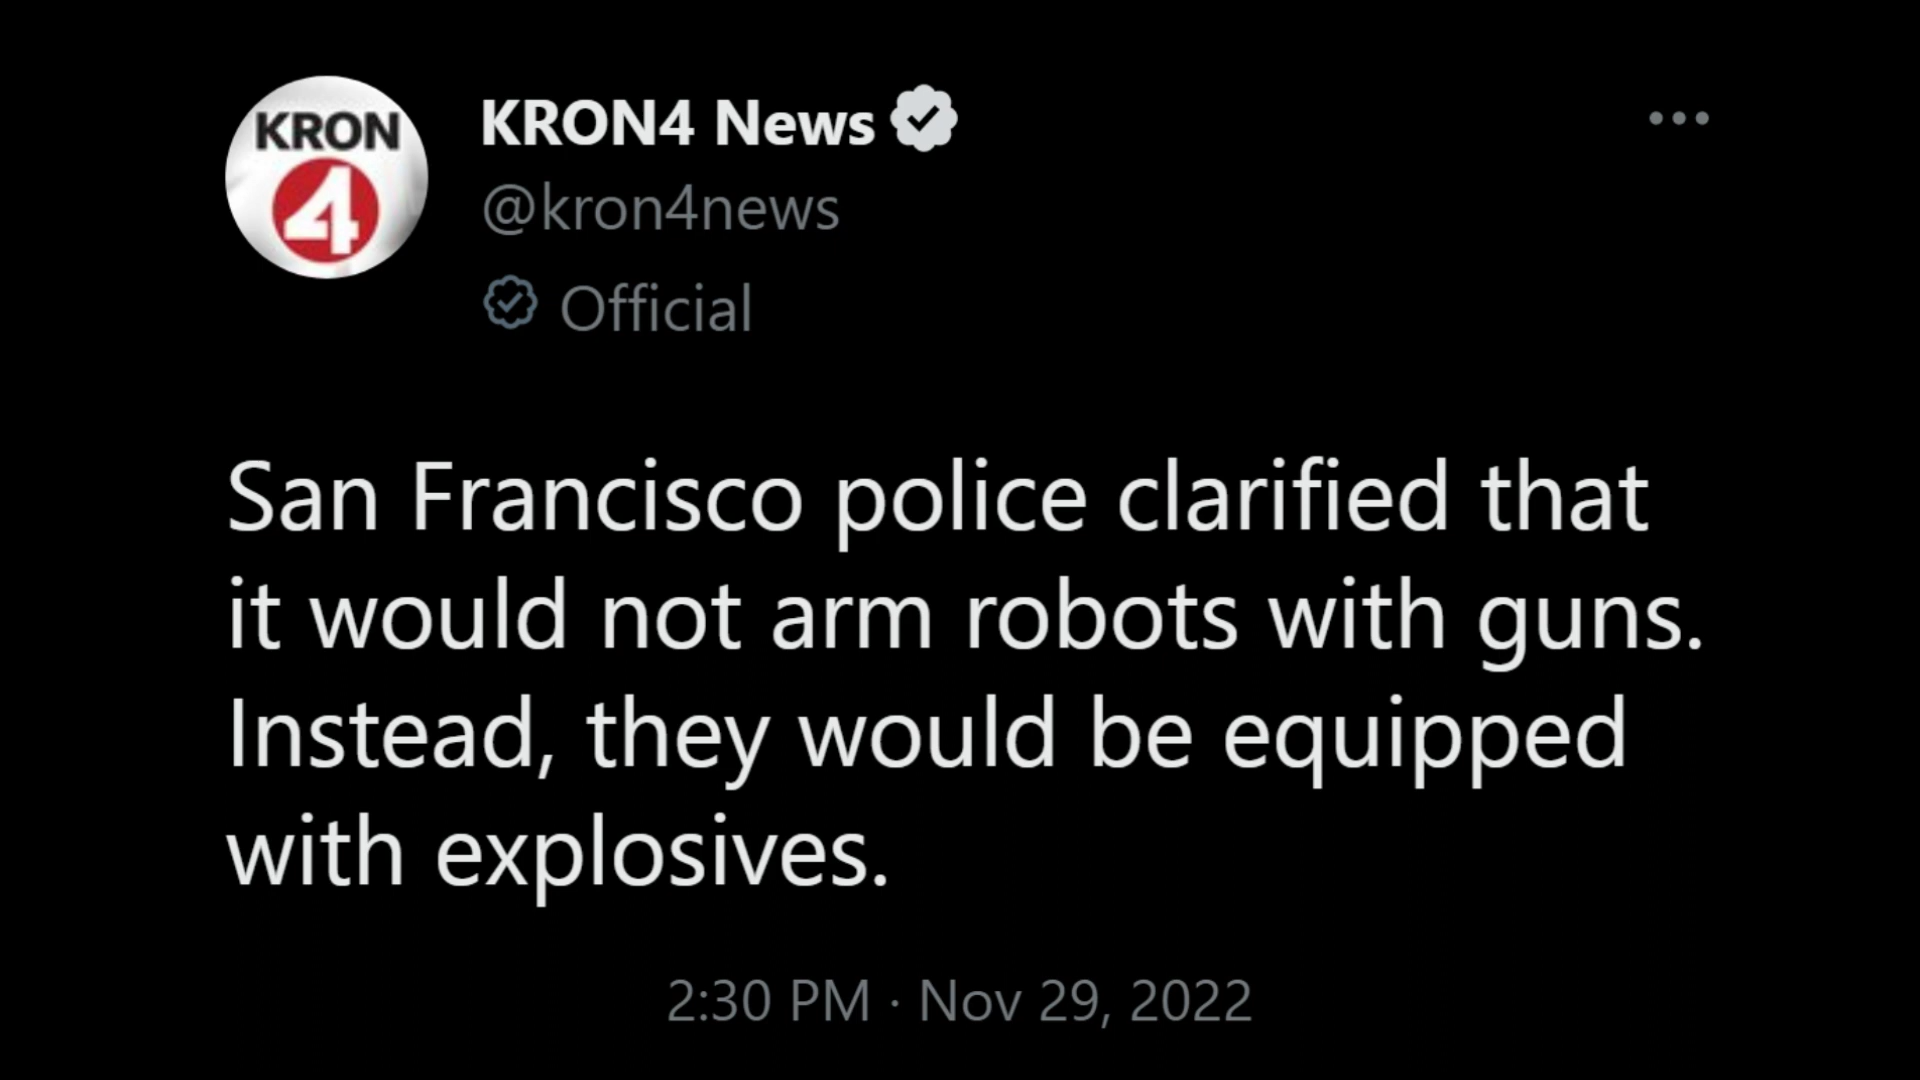 KRON
4
KRON4 News
@kron4news
Official
San Francisco police clarified that
it would not arm robots with guns.
Instead, they would be equipped
with explosives.
2:30 PM · Nov 29, 2022